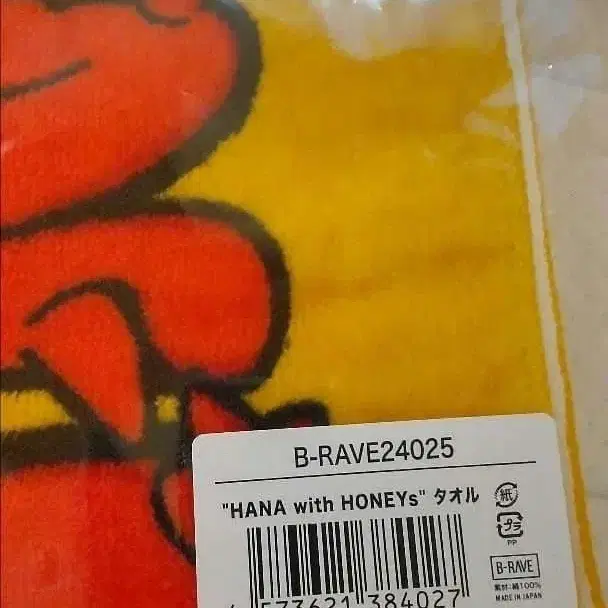 B-RAVE24025
"HANA with HONEYs" タオル
紙
プラ
PP
B-RAVE
素材:綿100%
MADE IN JAPAN
4 573621 384027